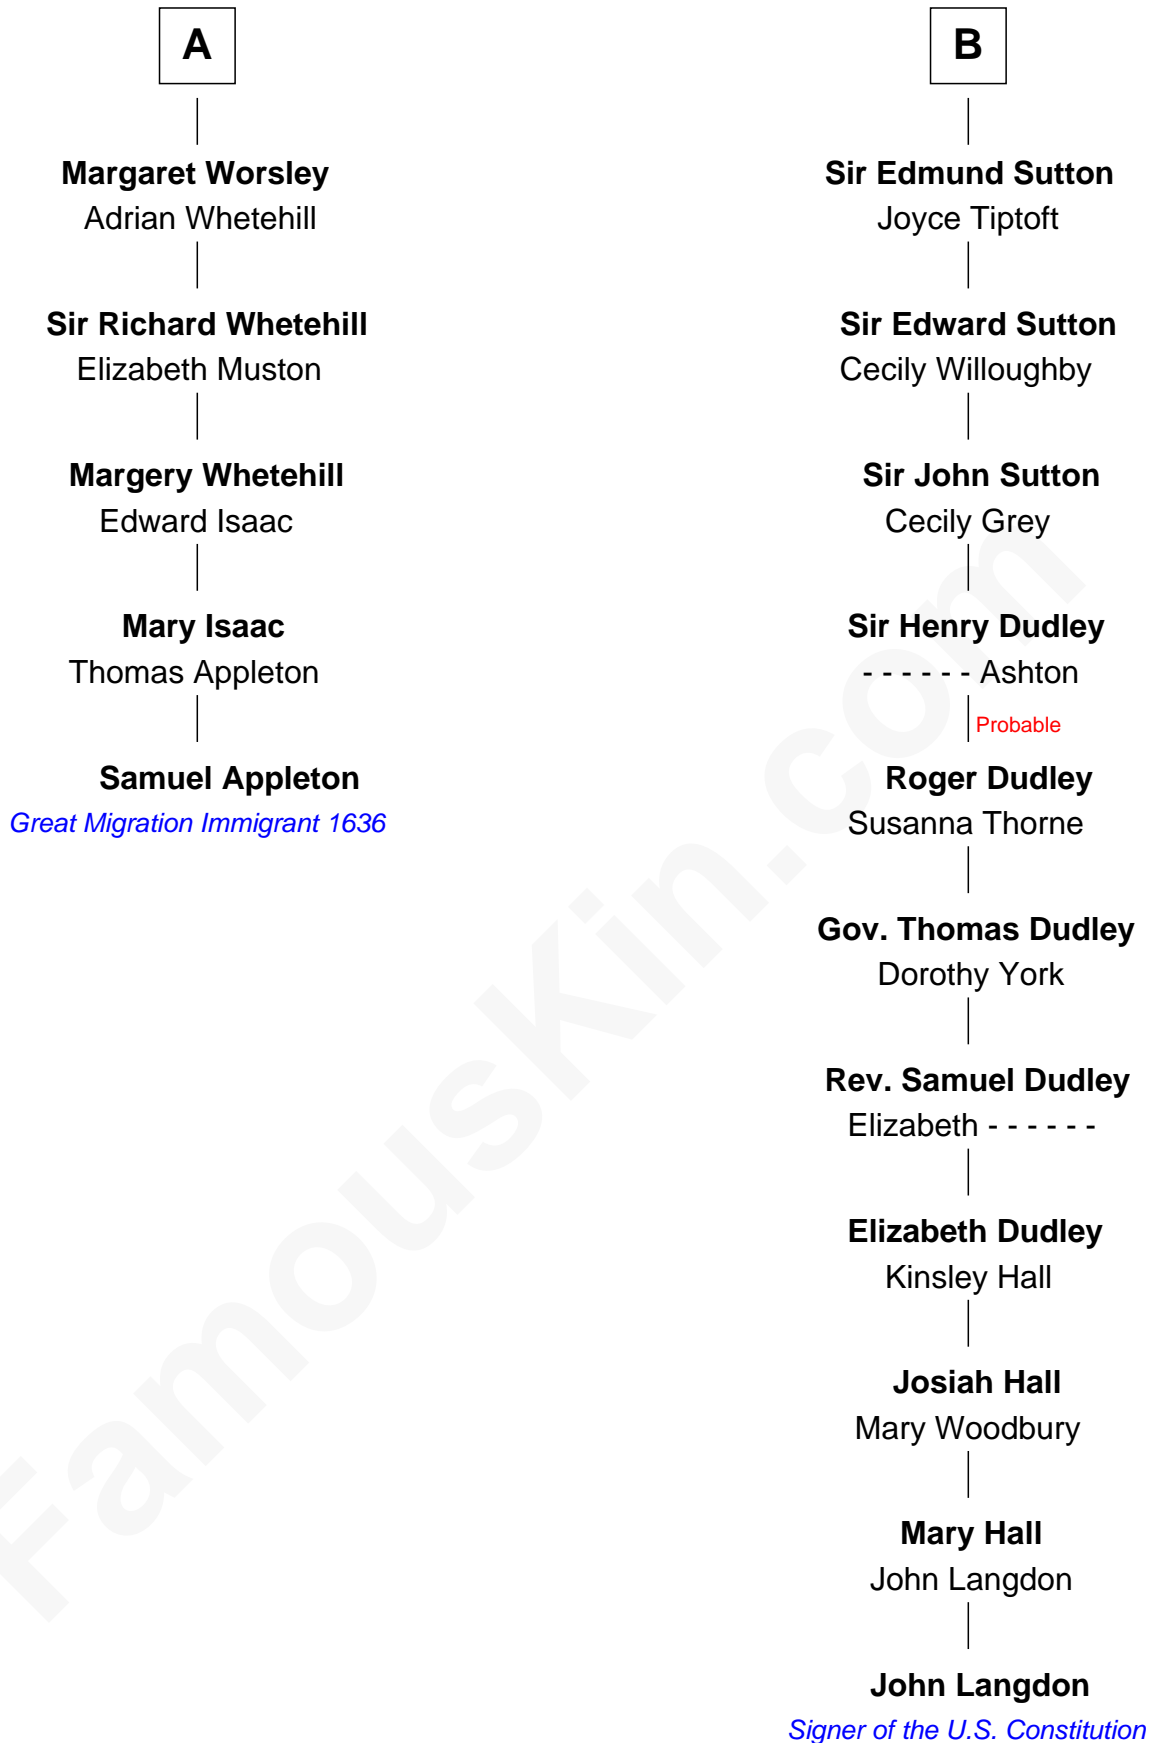 A
Margaret Worsley
Adrian Whetehill
Sir Richard Whetehill
Elizabeth Muston
Margery Whetehill
Edward Isaac
Mary Isaac
Thomas Appleton
Samuel Appleton
Great Migration Immigrant 1636
B
Sir Edmund Sutton
Joyce Tiptoft
Sir Edward Sutton
Cecily Willoughby
Sir John Sutton
Cecily Grey
Sir Henry Dudley
- - - - - - Ashton
Probable
Roger Dudley
Susanna Thorne
Gov. Thomas Dudley
Dorothy York
Rev. Samuel Dudley
Elizabeth - - - - - -
Elizabeth Dudley
Kinsley Hall
Josiah Hall
Mary Woodbury
Mary Hall
John Langdon
John Langdon
Signer of the U.S. Constitution
FamousKin.com